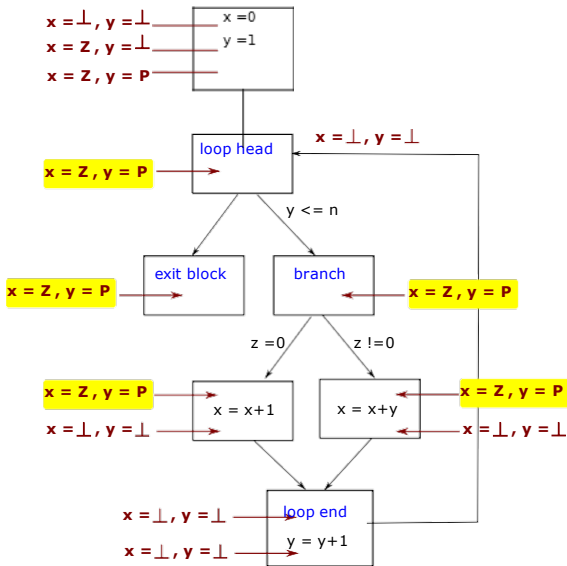 x = ⊥ , y = ⊥
x =0
x = Z , y = ⊥
y =1
x = Z , y = P
x = ⊥ , y = ⊥
loop head
x = Z , y = P
y <= n
exit block
branch
x = Z , y = P
x = Z , y = P
z =0
z !=0
x = Z , y = P
x = Z , y = P
x = x+1
x = x+y
x = ⊥ , y = ⊥
x = ⊥ , y = ⊥
x = ⊥ , y = ⊥
loop end
y = y+1
x = ⊥ , y = ⊥